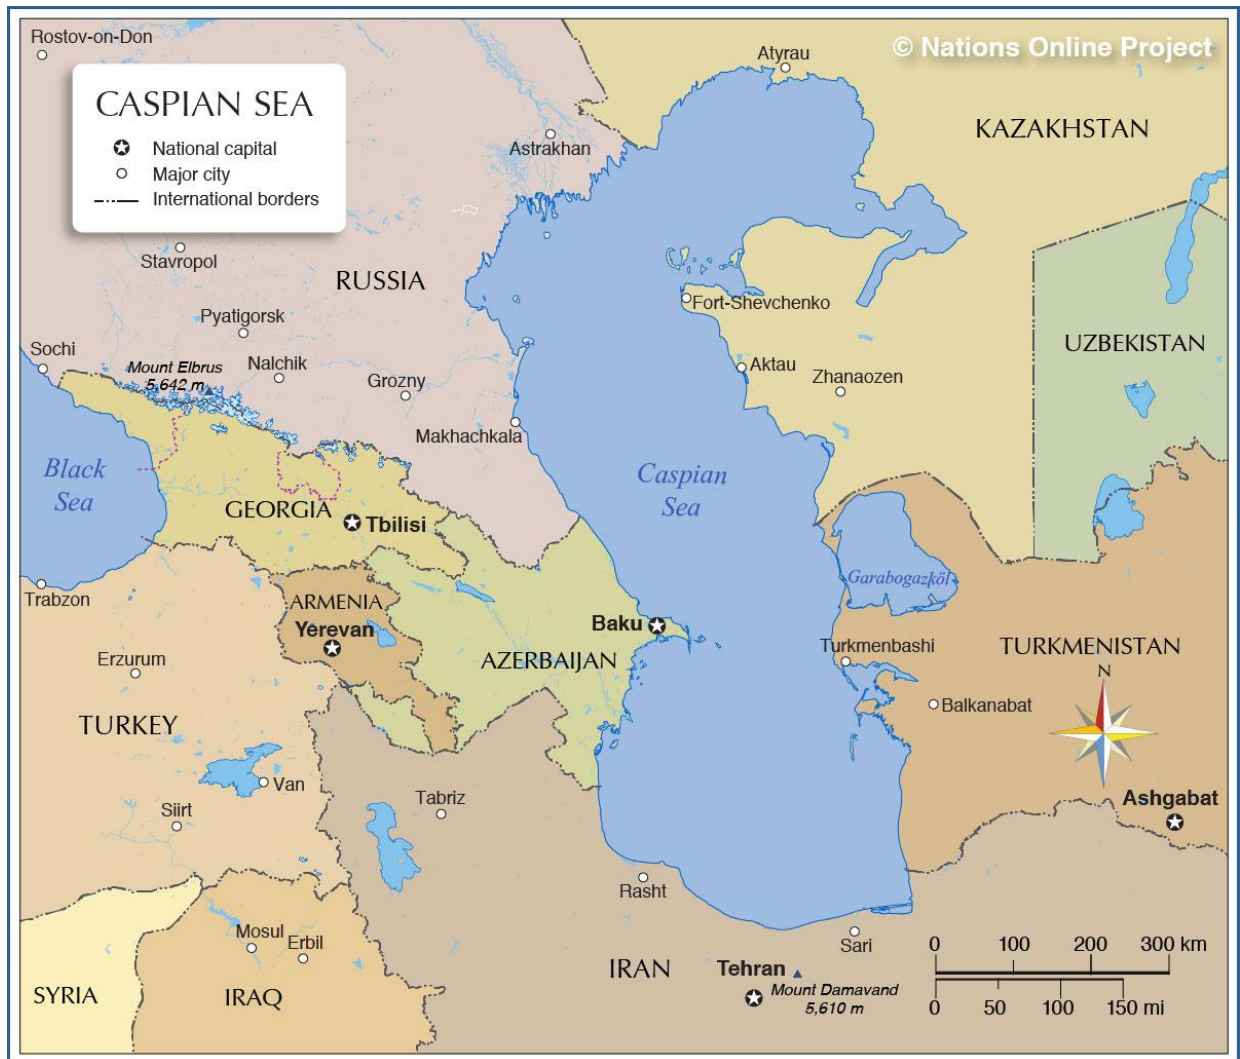 Rostov-on-Don
Atyrau
© Nations Online Project
CASPIAN SEA
National capital
Major city
International borders
KAZAKHSTAN
Astrakhan
Stavropol
RUSSIA
Fort-Shevchenko
Pyatigorsk
UZBEKISTAN
Sochi
Mount Elbrus
5,642 m
Nalchik
Grozny
Aktau
Zhanaozen
Makhachkala
Black
Sea
Caspian
Sea
GEORGIA
Tbilisi
Garabogazköl
Trabzon
ARMENIA
Yerevan
Baku
AZERBAIJAN
Turkmenbashi
TURKMENISTAN
N
Erzurum
Balkanabat
TURKEY
Van
Tabriz
Siirt
Ashgabat
Rasht
Mosul
Erbil
Sari
0 100 200 300 km
IRAN
Tehran
Mount Damavand
5,610 m
0 50 100 150 mi
SYRIA
IRAQ